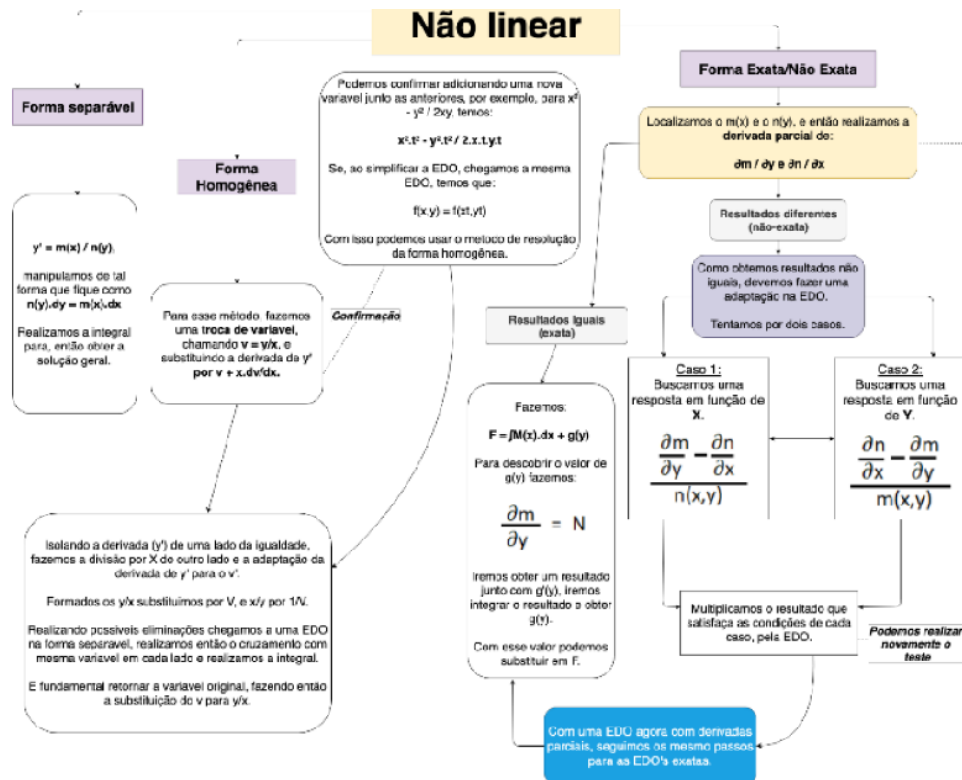 Não linear
Forma separável
y' = m(x) / n(y),
manipulamos de tal
forma que fique como
n(y).dy = m(x).dx
Realizamos a integral
para, então obter a
solução geral.
Forma
Homogênea
Para esse método, fazemos
uma troca de variavel,
chamando v = y/x, e
substituindo a derivada de y'
por v + x.dv/dx.
Confirmação
Podemos confirmar adicionando uma nova
variavel junto as anteriores, por exemplo, para x²
- y² / 2xy, temos:
x².t² - y².t² / 2.x.t.y.t
Se, ao simplificar a EDO, chegamos a mesma
EDO, temos que:
f(x,y) = f(xt,yt)
Com isso podemos usar o metodo de resolução
da forma homogênea.
Isolando a derivada (y') de uma lado da igualdade,
fazemos a divisão por X do outro lado e a adaptação da
derivada de y' para o v'.
Formados os y/x substituimos por V, e x/y por 1/V.
Realizando possiveis eliminações chegamos a uma EDO
na forma separavel, realizamos então o cruzamento com
mesma variavel em cada lado e realizamos a integral.
E fundamental retornar a variavel original, fazendo então
a substituição do v para y/x.
Forma Exata/Não Exata
Localizamos o m(x) e o n(y), e então realizamos a
derivada parcial de:
∂m / ∂y e ∂n / ∂x
Resultados Iguais
(exata)
Fazemos:
F = ∫M(x).dx + g(y)
Para descobrir o valor de
g(y) fazemos:
∂m/∂y = N
Iremos obter um resultado
junto com g'(y), iremos
integrar o resultado e obter
g(y).
Com esse valor podemos
substituir em F.
Resultados diferentes
(não-exata)
Como obtemos resultados não
iguais, devemos fazer uma
adaptação na EDO.
Tentamos por dois casos.
Caso 1:
Buscamos uma
resposta em função de
X.
∂m/∂y - ∂n/∂x
n(x,y)
Caso 2:
Buscamos uma
resposta em função
de Y.
∂n/∂x - ∂m/∂y
m(x,y)
Multiplicamos o resultado que
satisfaça as condições de cada
caso, pela EDO.
Podemos realizar
novamente o
teste
Com uma EDO agora com derivadas
parciais, seguimos os mesmo passos
para as EDO's exatas.